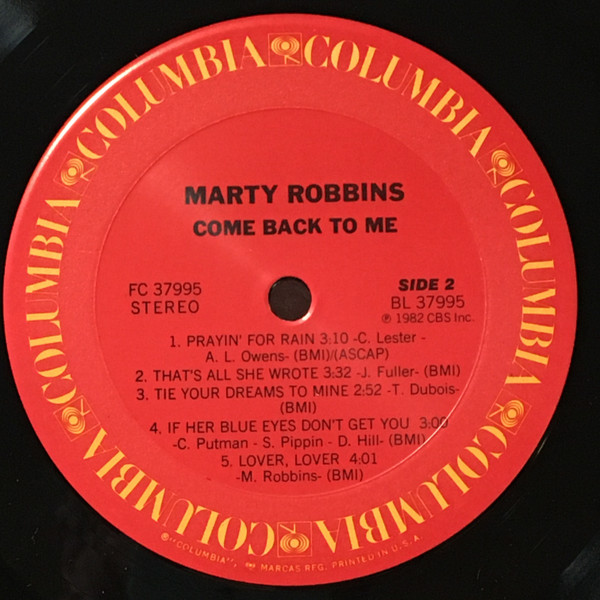 COLUMBIA COLUMBIA COLUMBIA COLUMBIA COLUMBIA COLUMBIA COLUMBIA COLUMBIA COLUMBIA
MARTY ROBBINS
COME BACK TO ME
FC 37995
STEREO
SIDE 2
BL 37995
℗ 1982 CBS Inc.
1. PRAYIN' FOR RAIN 3:10 -C. Lester -
A. L. Owens- (BMI)/(ASCAP)
2. THAT'S ALL SHE WROTE 3:32 -J. Fuller- (BMI)
3. TIE YOUR DREAMS TO MINE 2:52 -T. Dubois-
(BMI)
4. IF HER BLUE EYES DON'T GET YOU 3:00
-C. Putman - S. Pippin - D. Hill- (BMI)
5. LOVER, LOVER 4:01
-M. Robbins- (BMI)
"COLUMBIA", MARCAS REG. PRINTED IN U.S.A.